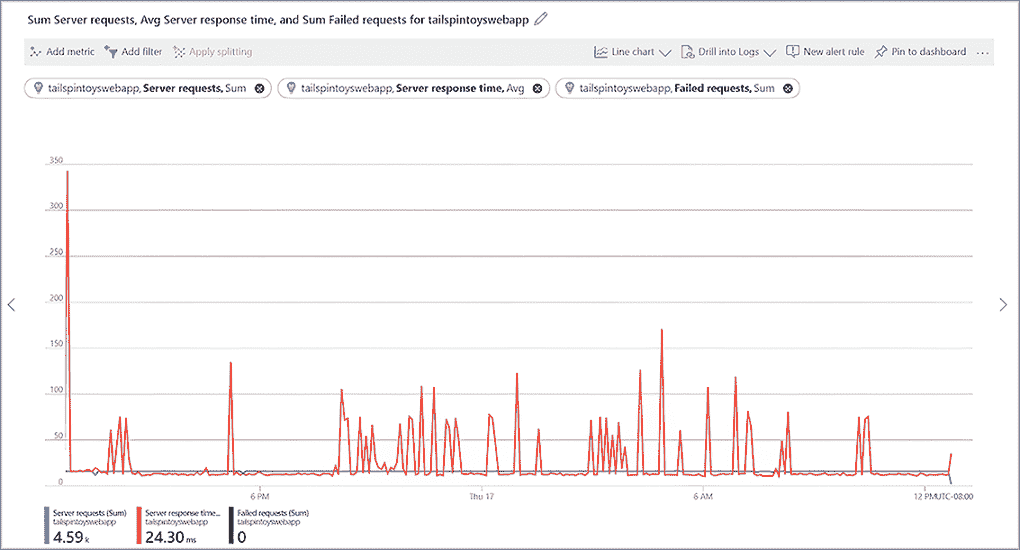 Sum Server requests, Avg Server response time, and Sum Failed requests for tailspintoyswebapp
Add metric Add filter Apply splitting Line chart Drill into Logs New alert rule Pin to dashboard ...
tailspintoyswebapp, Server requests, Sum tailspintoyswebapp, Server response time, Avg tailspintoyswebapp, Failed requests, Sum
350
300
250
200
150
100
50
0
6 PM Thu 17 6 AM 12 PM UTC-08:00
Server requests (Sum) Server response time... Failed requests (Sum)
tailspintoyswebapp tailspintoyswebapp tailspintoyswebapp
4.59 k 24.30 ms 0